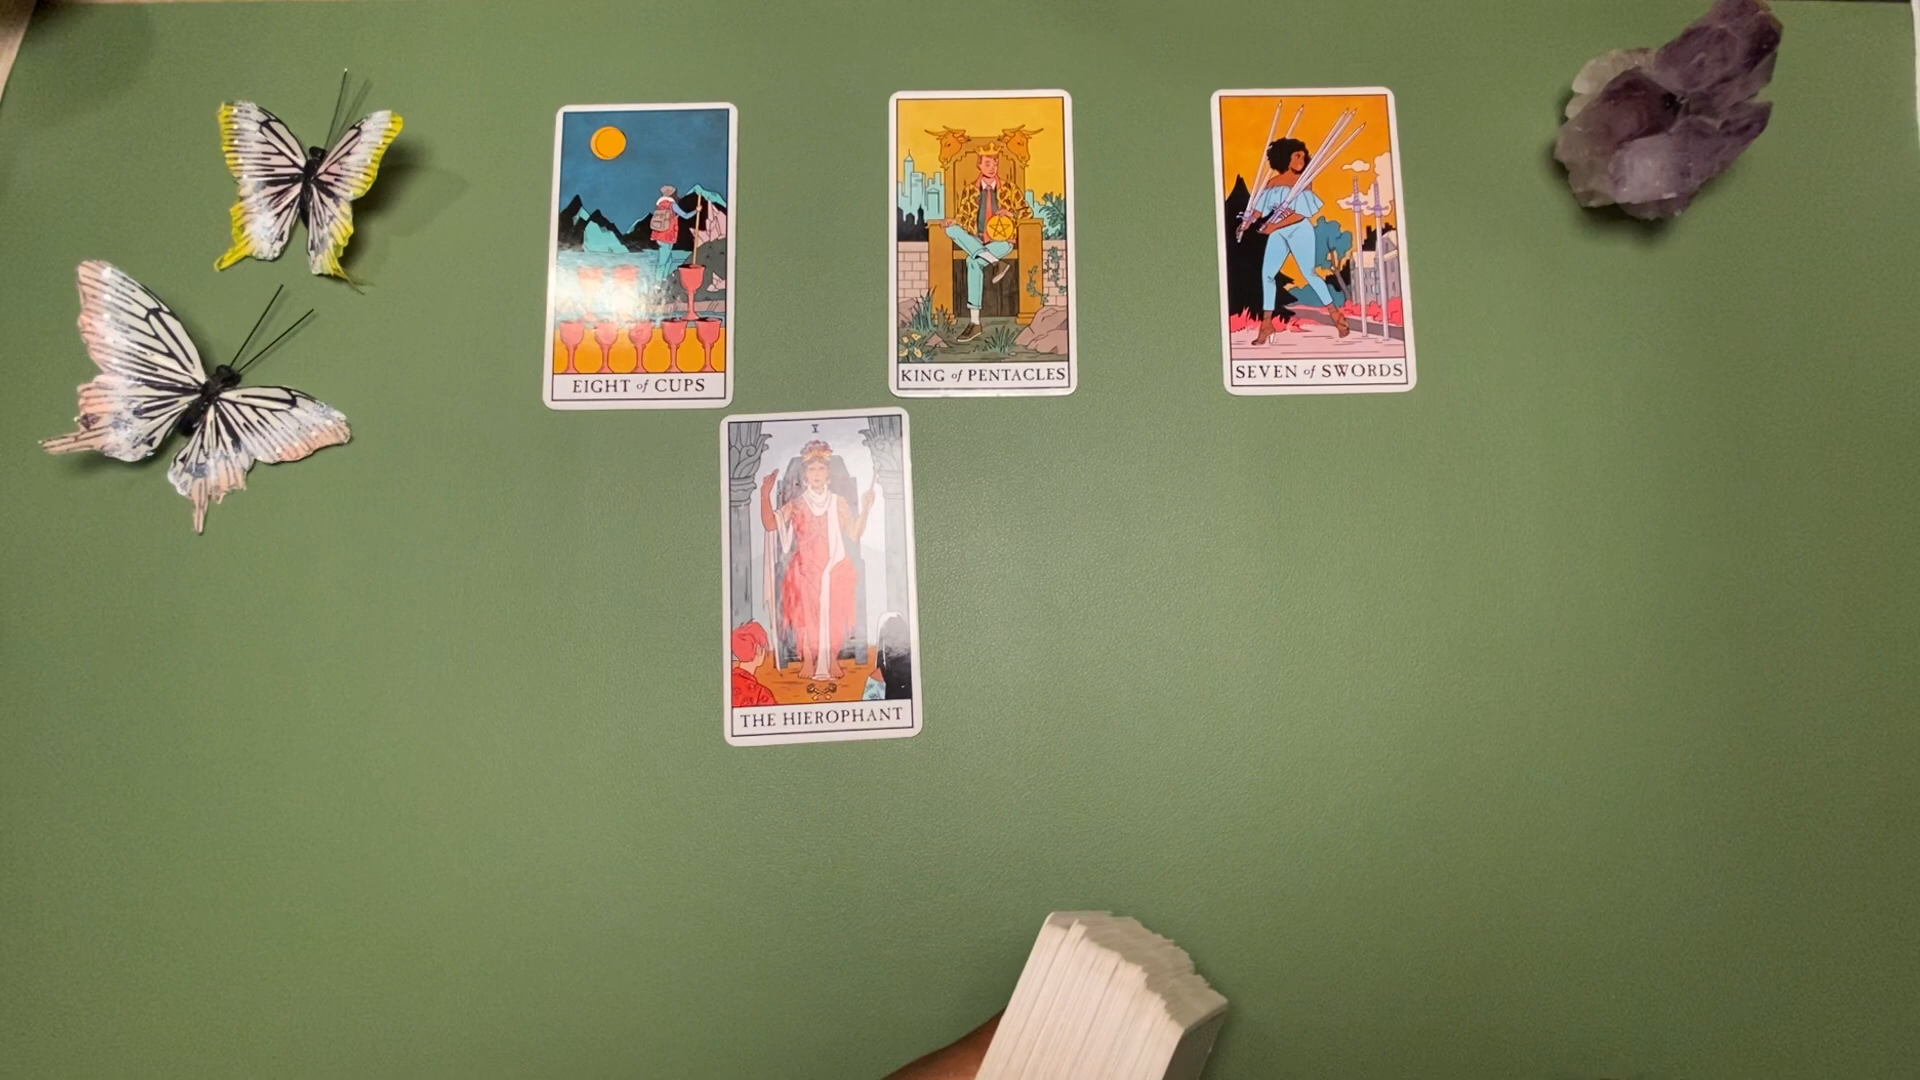 EIGHT of CUPS
KING of PENTACLES
SEVEN of SWORDS
V
THE HIEROPHANT